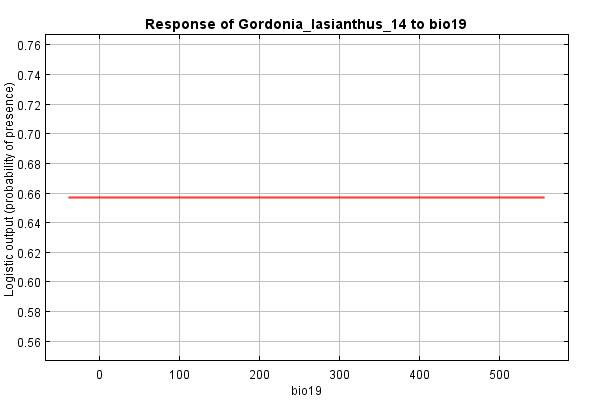 Response of Gordonia_lasianthus_14 to bio19
Logistic output (probability of presence)
0.76
0.74
0.72
0.70
0.68
0.66
0.64
0.62
0.60
0.58
0.56
0 100 200 300 400 500
bio19